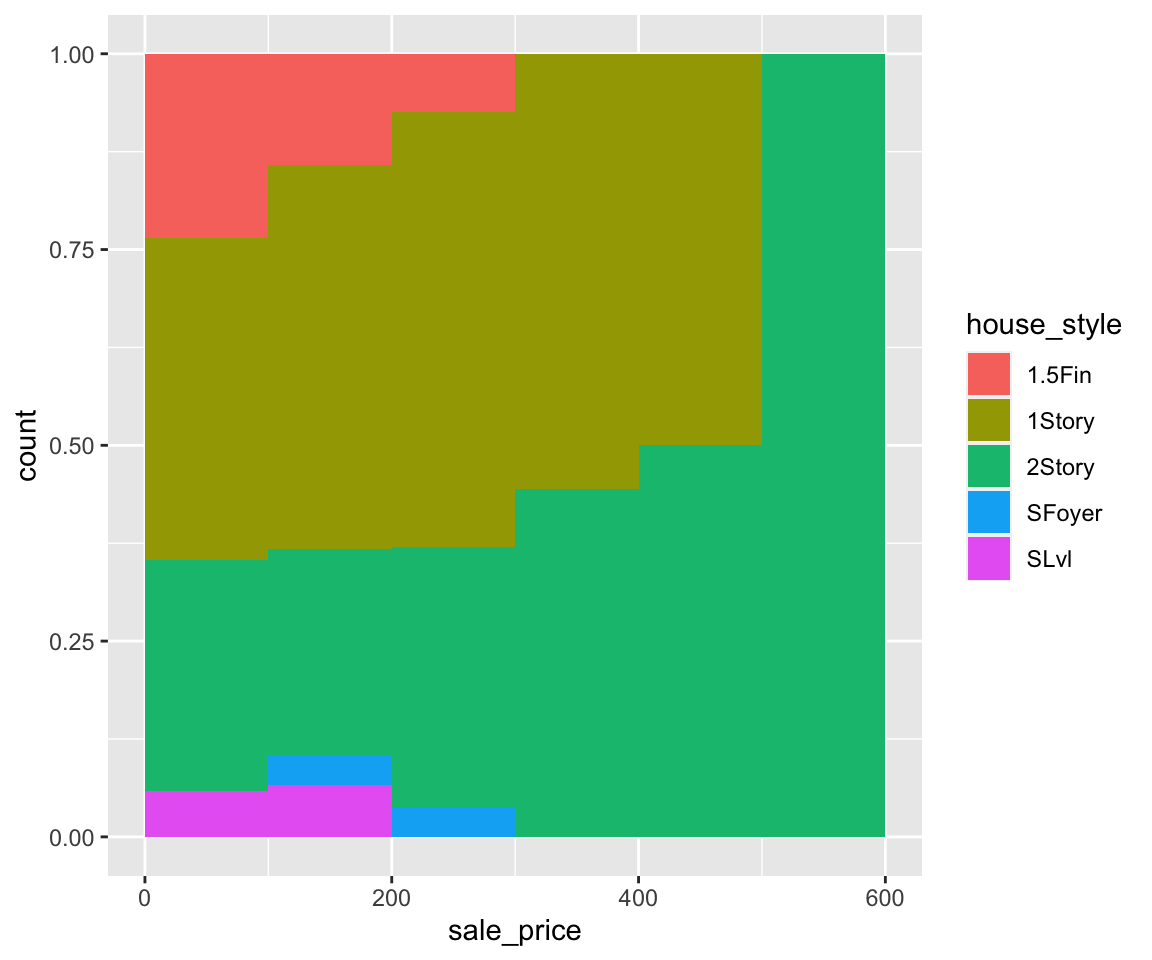 1.00
0.75
0.50
0.25
0.00
count
0 200 400 600
sale_price
house_style
1.5Fin
1Story
2Story
SFoyer
SLvl